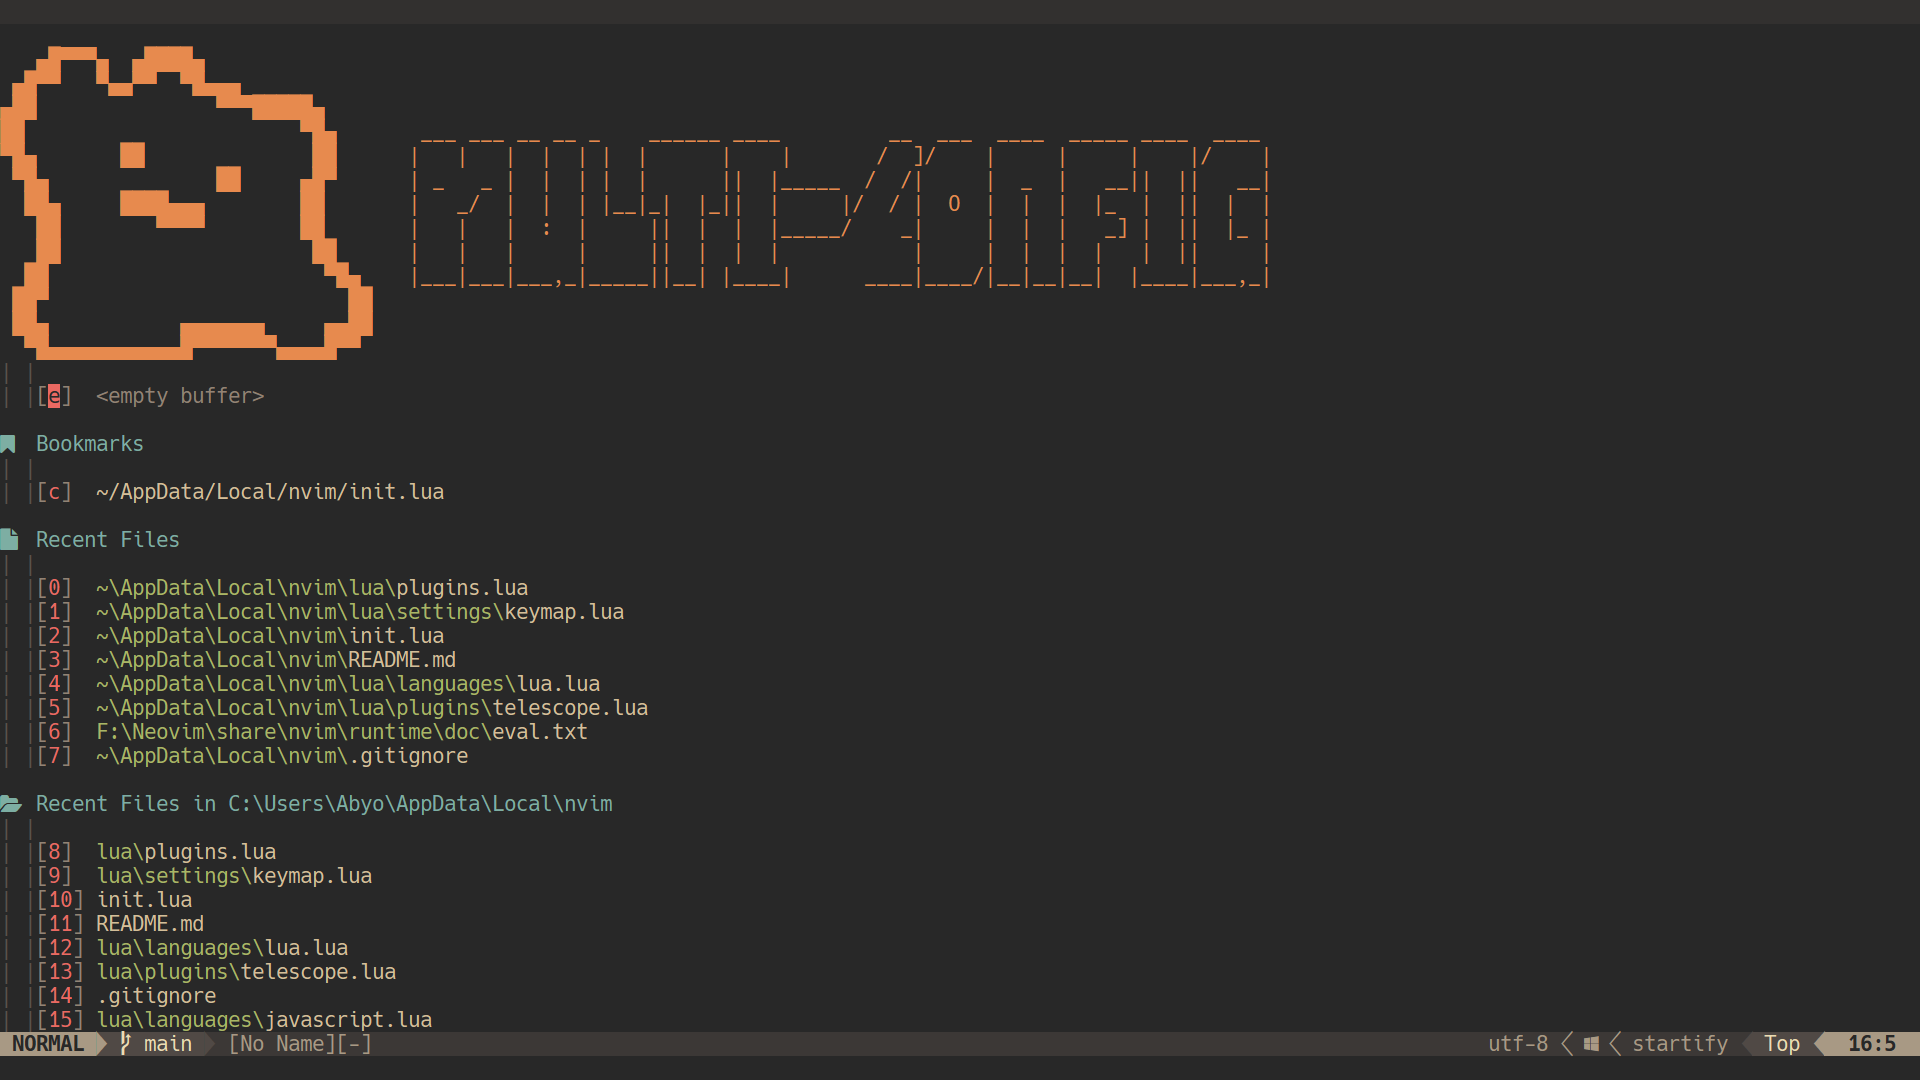 [e]  <empty buffer>
Bookmarks
[c]  ~/AppData/Local/nvim/init.lua
Recent Files
[0]  ~\AppData\Local\nvim\lua\plugins.lua
[1]  ~\AppData\Local\nvim\lua\settings\keymap.lua
[2]  ~\AppData\Local\nvim\init.lua
[3]  ~\AppData\Local\nvim\README.md
[4]  ~\AppData\Local\nvim\lua\languages\lua.lua
[5]  ~\AppData\Local\nvim\lua\plugins\telescope.lua
[6]  F:\Neovim\share\nvim\runtime\doc\eval.txt
[7]  ~\AppData\Local\nvim\.gitignore
Recent Files in C:\Users\Abyo\AppData\Local\nvim
[8]  lua\plugins.lua
[9]  lua\settings\keymap.lua
[10] init.lua
[11] README.md
[12] lua\languages\lua.lua
[13] lua\plugins\telescope.lua
[14] .gitignore
[15] lua\languages\javascript.lua
NORMAL main [No Name][-] utf-8 startify Top 16:5